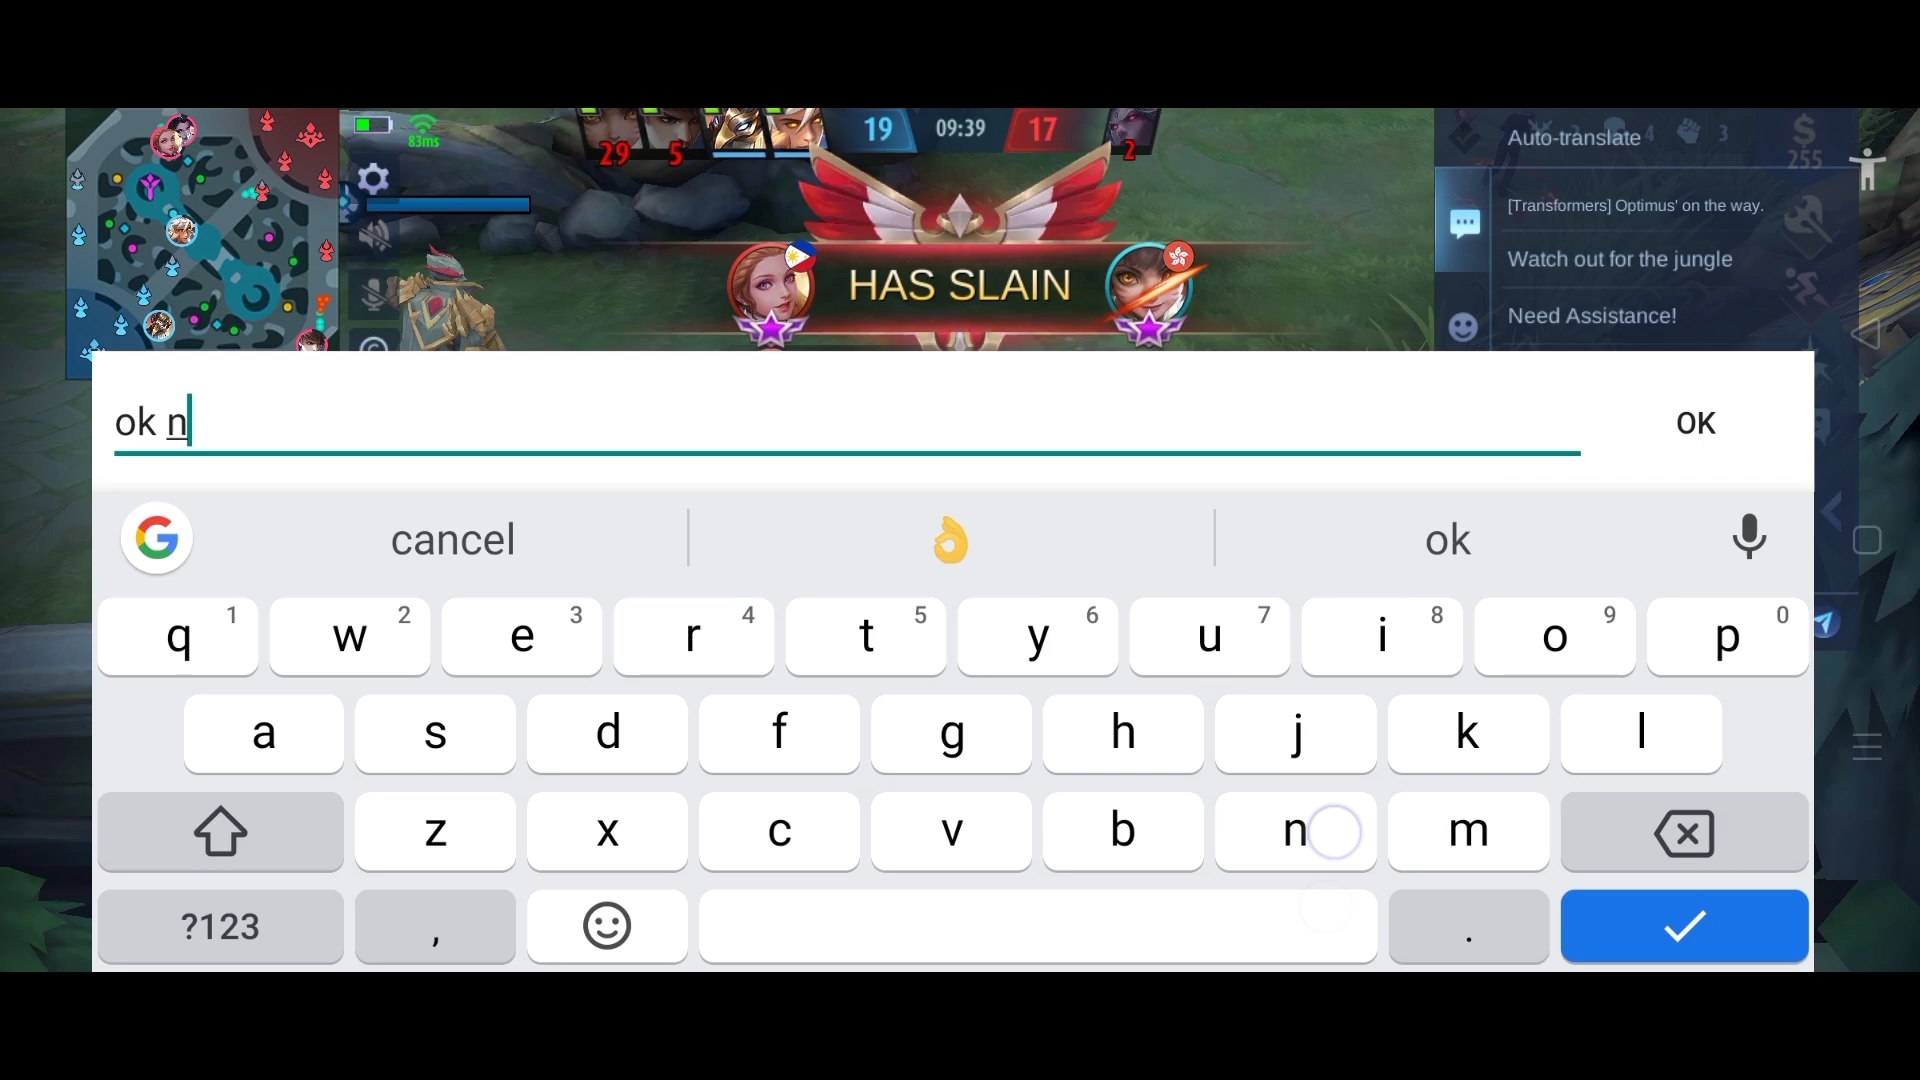 83ms
29 5
19 09:39 17
2
HAS SLAIN
Auto-translate
4 3
255
[Transformers] Optimus' on the way.
Watch out for the jungle
Need Assistance!
ok n
OK
cancel 👌 ok
q 1 w 2 e 3 r 4 t 5 y 6 u 7 i 8 o 9 p 0
a s d f g h j k l
z x c v b n m
?123 , .